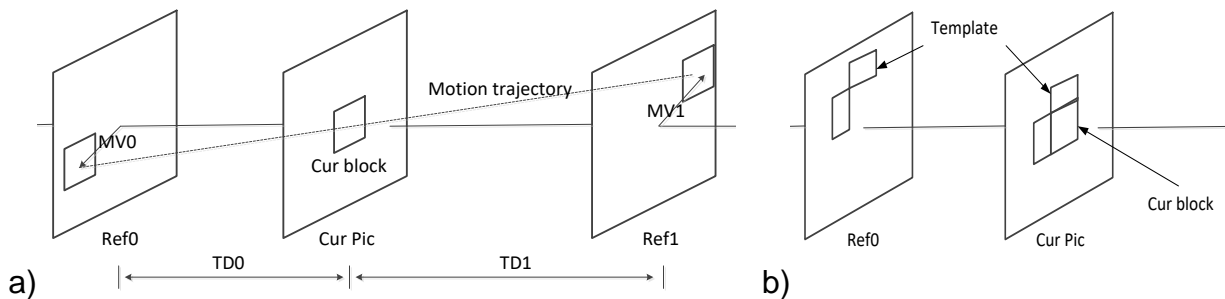 MV0
Motion trajectory
MV1
Cur block
Ref0
Cur Pic
Ref1
TD0
TD1
a)
Template
Cur block
Ref0
Cur Pic
b)